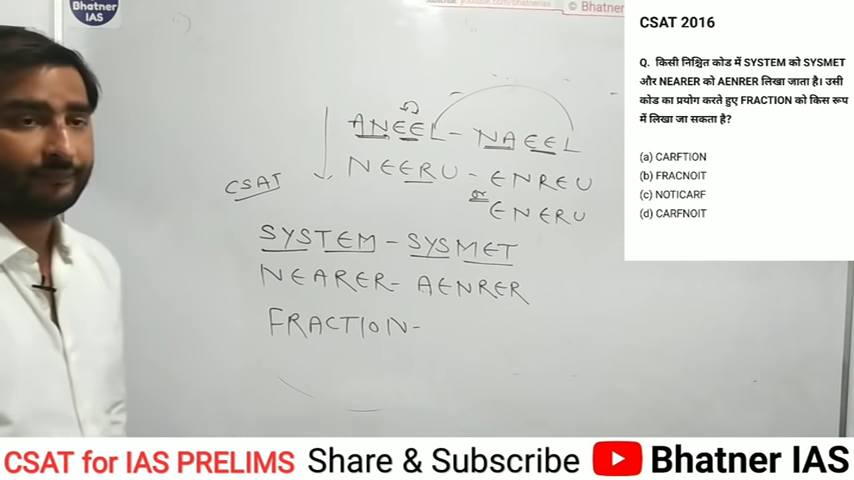 Bhatner
IAS
© Bhatner
CSAT 2016
Q. किसी निश्चित कोड में SYSTEM को SYSMET
और NEARER को AENRER लिखा जाता है। उसी
कोड का प्रयोग करते हुए FRACTION को किस रूप
में लिखा जा सकता है?
(a) CARFTION
(b) FRACNOIT
(c) NOTICARF
(d) CARFNOIT
ANEEL - NAEEL
NEERU - ENREU
or
ENERU
CSAT
SYSTEM - SYSMET
NEARER - AENRER
FRACTION -
CSAT for IAS PRELIMS Share & Subscribe Bhatner IAS